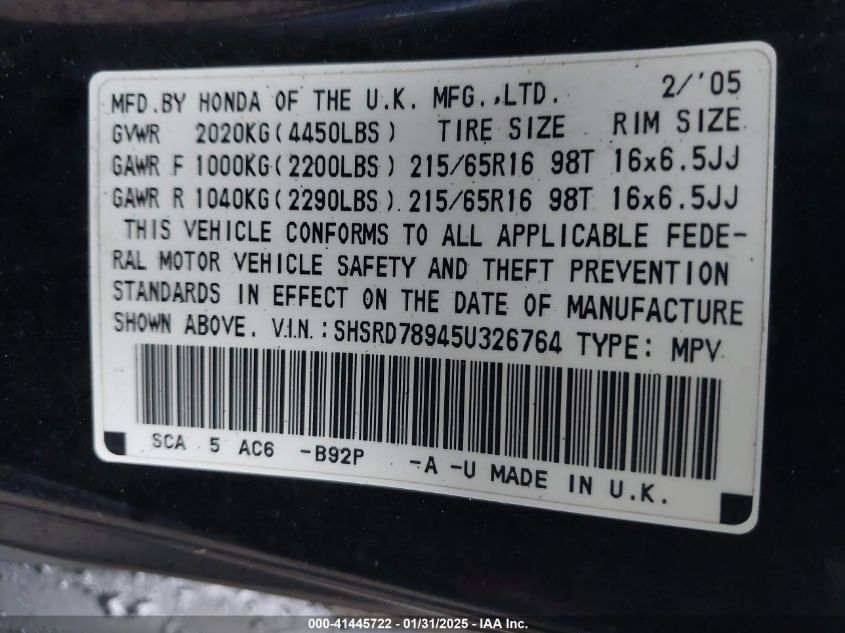 MFD.BY HONDA OF THE U.K. MFG.,LTD. 2/'05
GVWR 2020KG(4450LBS) TIRE SIZE RIM SIZE
GAWR F 1000KG(2200LBS) 215/65R16 98T 16x6.5JJ
GAWR R 1040KG(2290LBS) 215/65R16 98T 16x6.5JJ
THIS VEHICLE CONFORMS TO ALL APPLICABLE FEDE-
RAL MOTOR VEHICLE SAFETY AND THEFT PREVENTION
STANDARDS IN EFFECT ON THE DATE OF MANUFACTURE
SHOWN ABOVE. V.I.N.:SHSRD78945U326764 TYPE: MPV
SCA 5 AC6 -B92P -A -U MADE IN U.K.
000-41445722 - 01/31/2025 - IAA Inc.